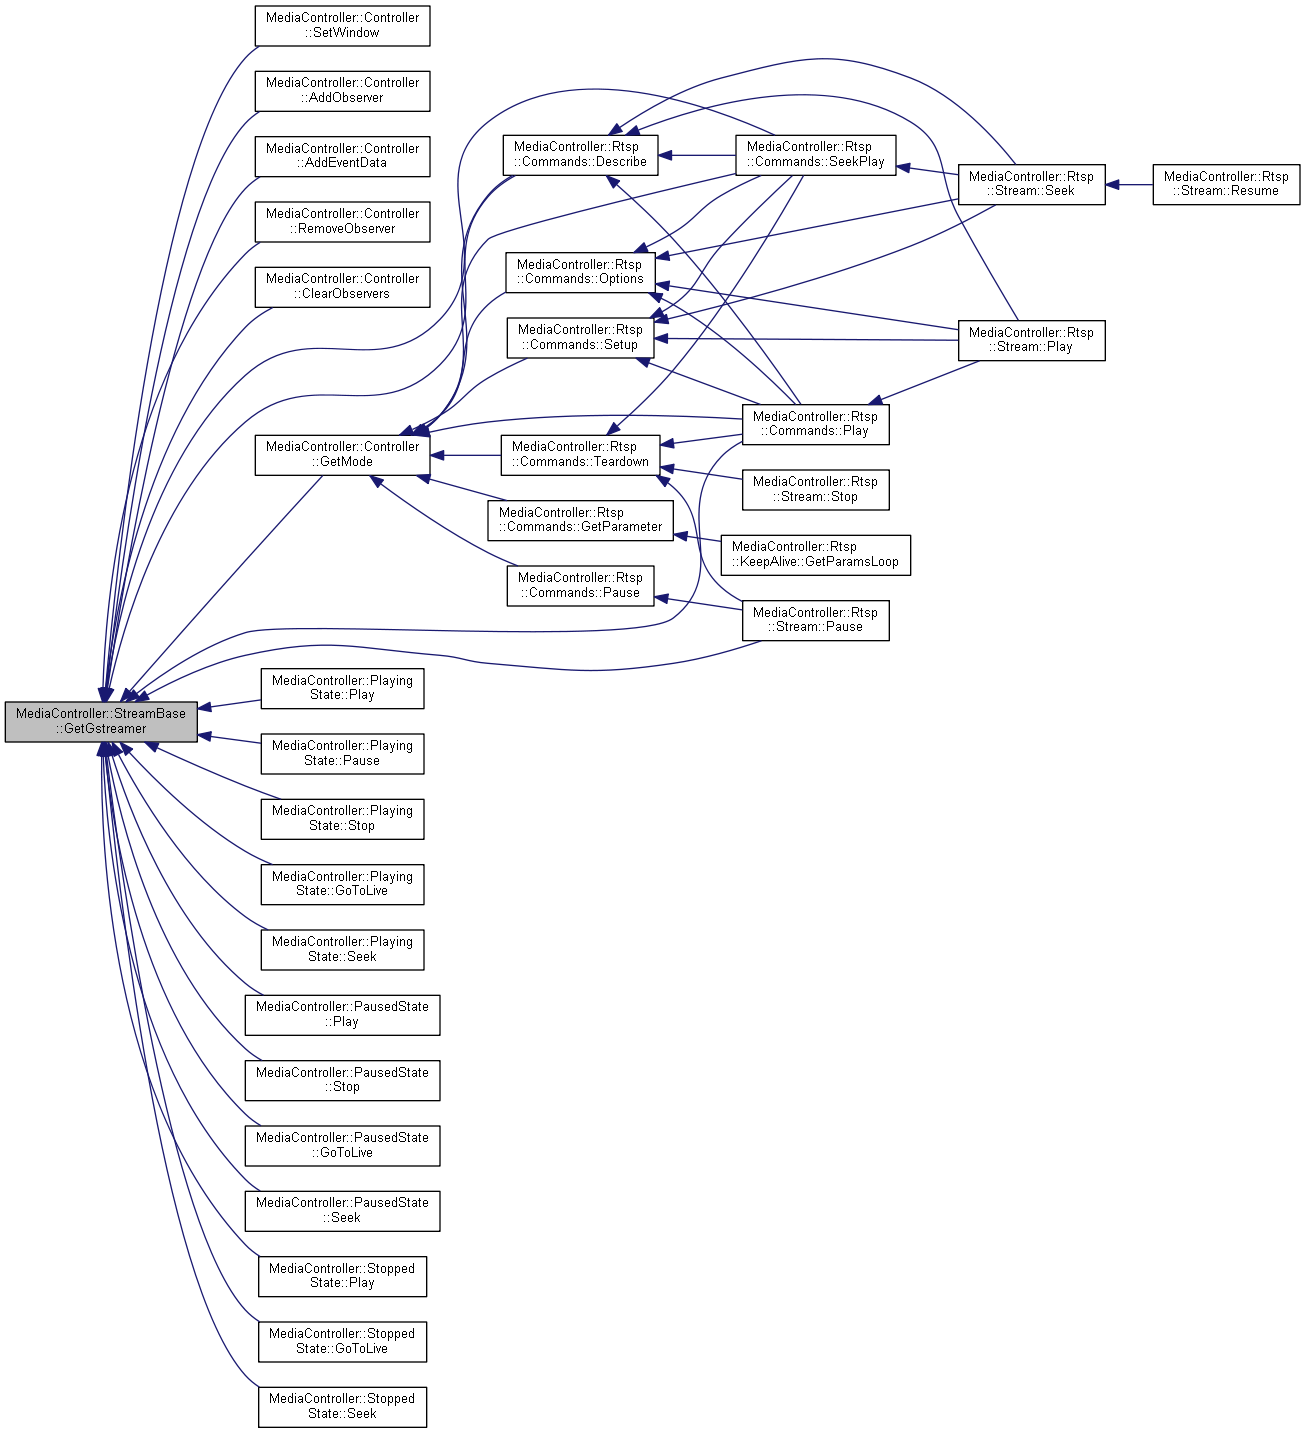 MediaController::Controller
::SetWindow
MediaController::Controller
::AddObserver
MediaController::Controller
::AddEventData
MediaController::Controller
::RemoveObserver
MediaController::Controller
::ClearObservers
MediaController::Controller
::GetMode
MediaController::Rtsp
::Commands::Describe
MediaController::Rtsp
::Commands::Options
MediaController::Rtsp
::Commands::Setup
MediaController::Rtsp
::Commands::Teardown
MediaController::Rtsp
::Commands::GetParameter
MediaController::Rtsp
::Commands::Pause
MediaController::Rtsp
::Commands::SeekPlay
MediaController::Rtsp
::Commands::Play
MediaController::Rtsp
::Stream::Stop
MediaController::Rtsp
::KeepAlive::GetParamsLoop
MediaController::Rtsp
::Stream::Pause
MediaController::Rtsp
::Stream::Seek
MediaController::Rtsp
::Stream::Play
MediaController::Rtsp
::Stream::Resume
MediaController::StreamBase
::GetGstreamer
MediaController::Playing
State::Play
MediaController::Playing
State::Pause
MediaController::Playing
State::Stop
MediaController::Playing
State::GoToLive
MediaController::Playing
State::Seek
MediaController::PausedState
::Play
MediaController::PausedState
::Stop
MediaController::PausedState
::GoToLive
MediaController::PausedState
::Seek
MediaController::Stopped
State::Play
MediaController::Stopped
State::GoToLive
MediaController::Stopped
State::Seek